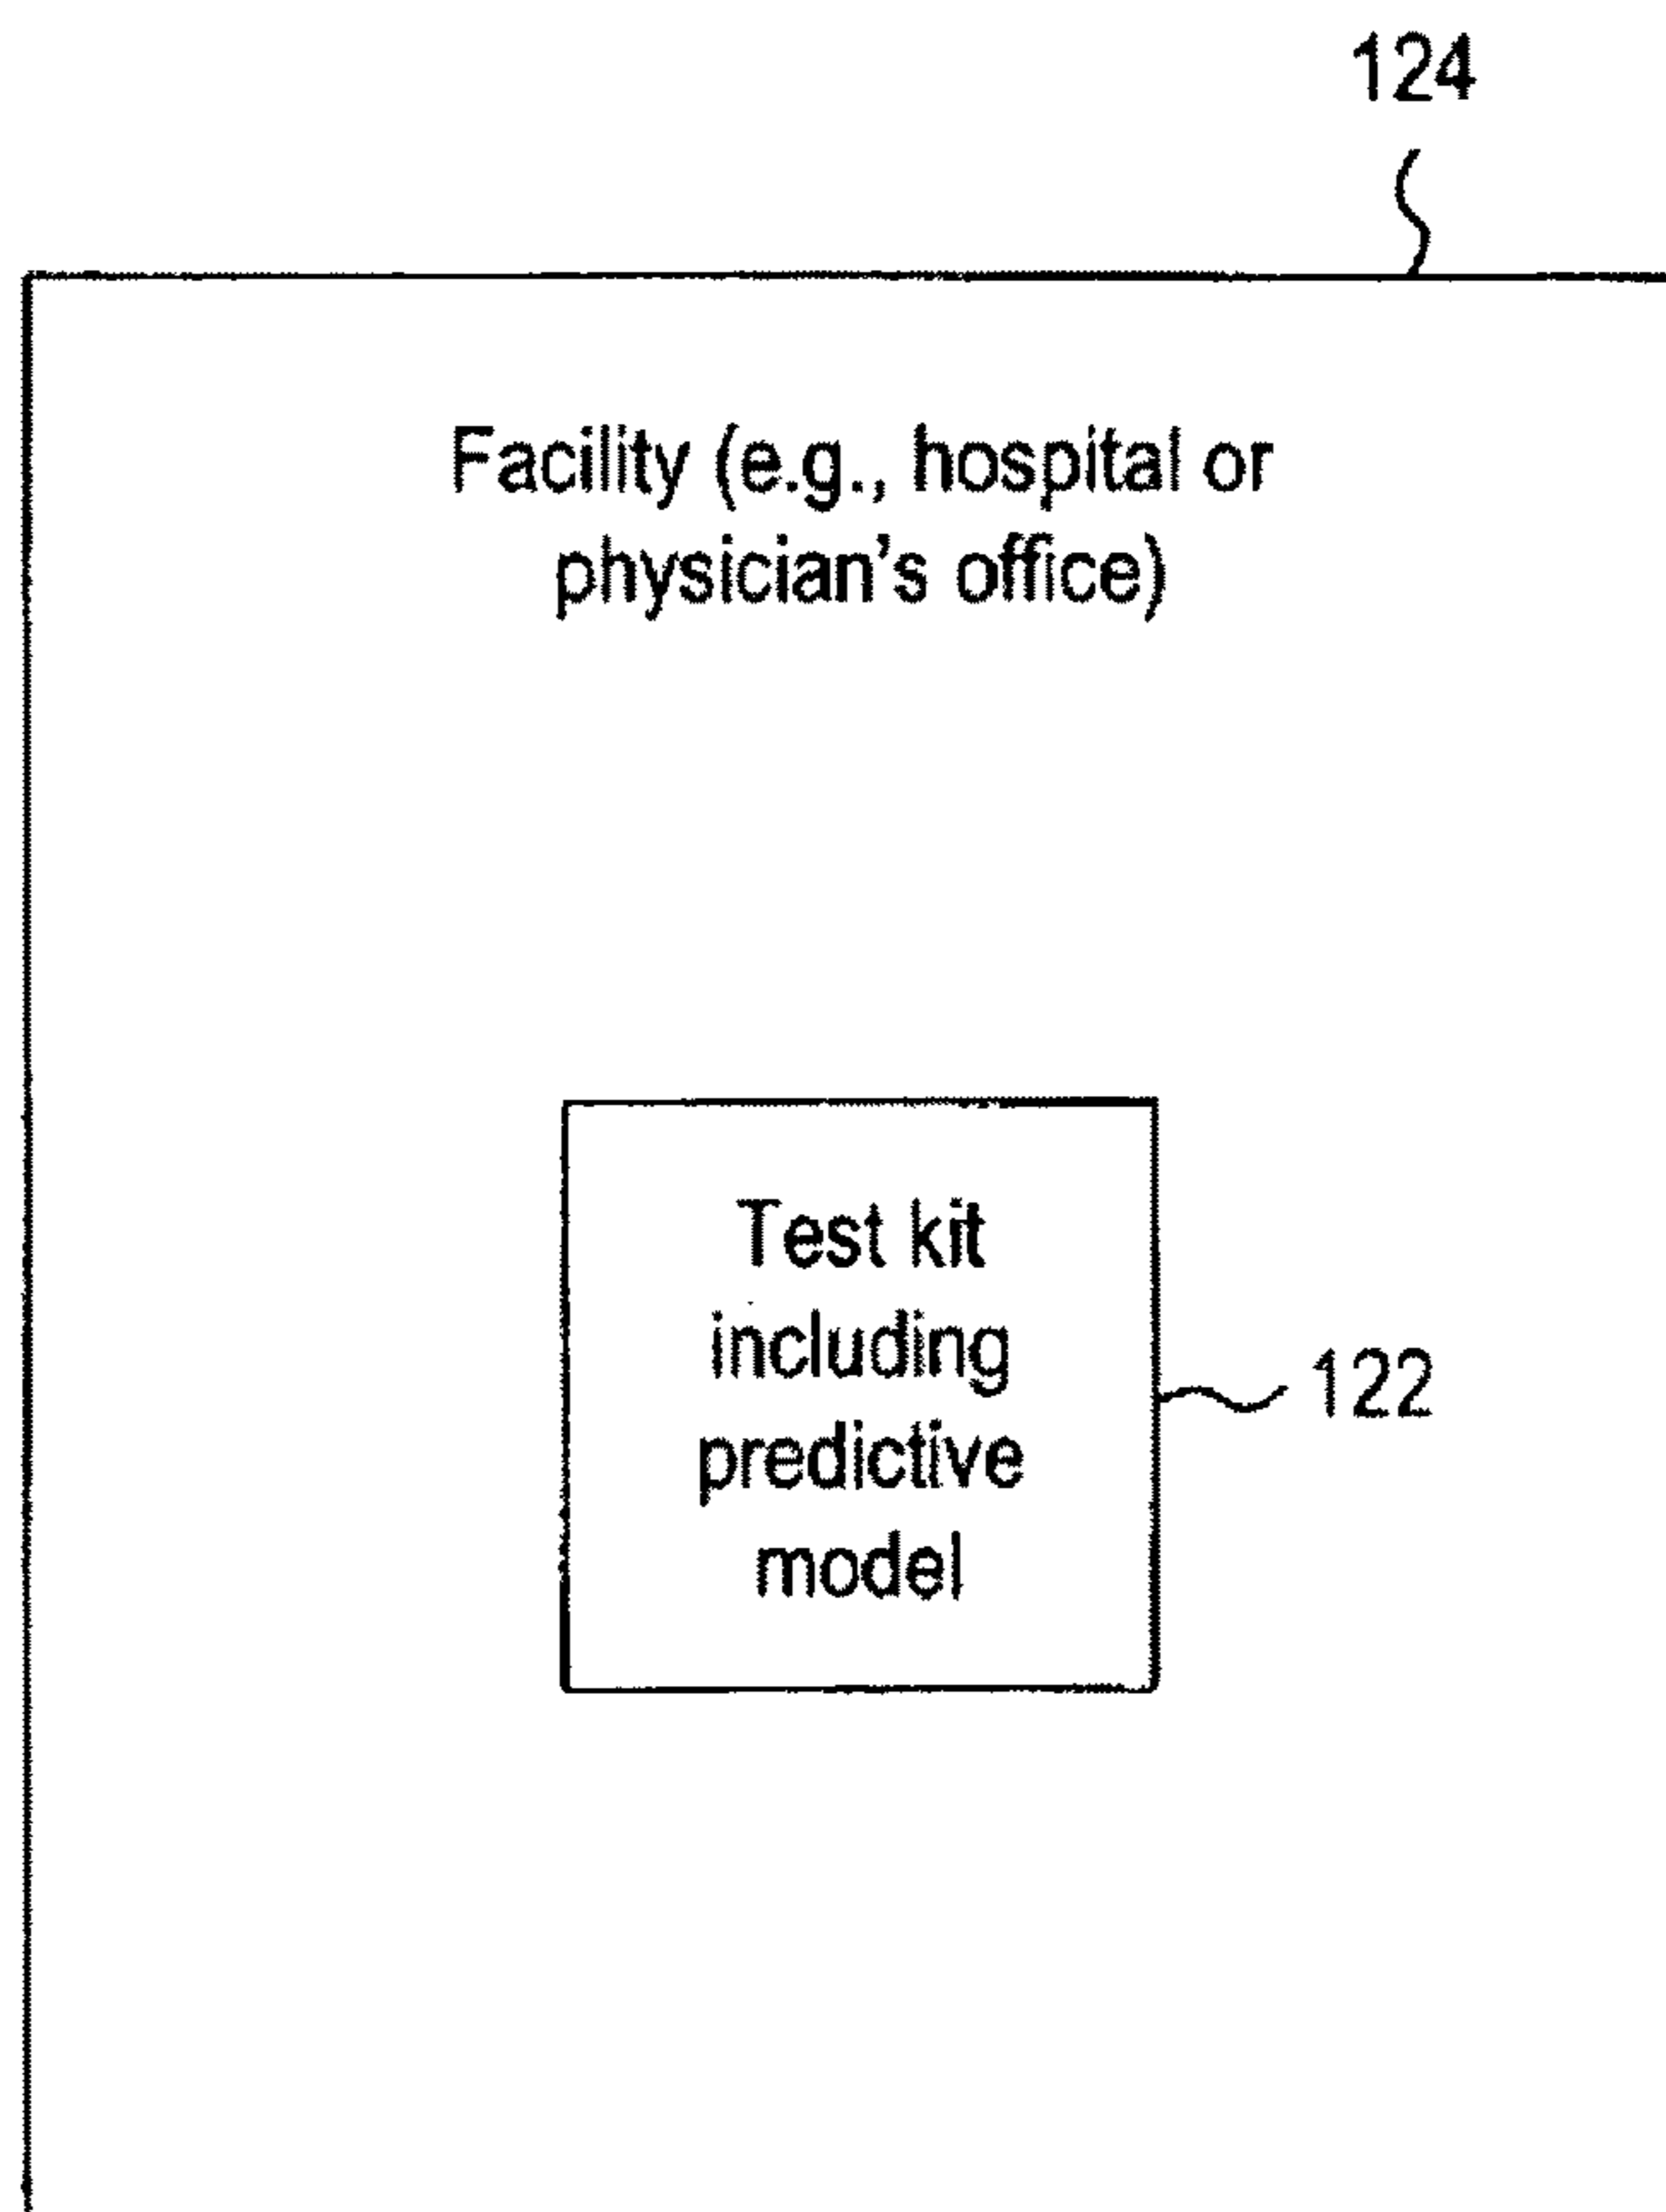 124
Facility (e.g., hospital or
physician's office)
Test kit
including
predictive
model
122